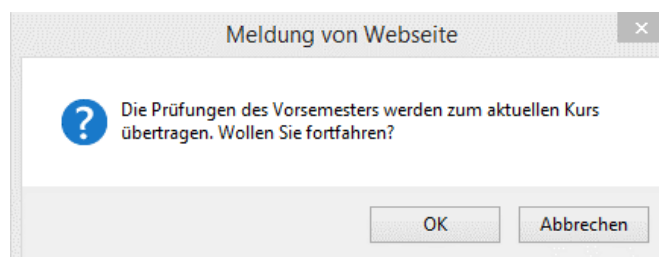 Meldung von Webseite
Die Prüfungen des Vorsemesters werden zum aktuellen Kurs
übertragen. Wollen Sie fortfahren?
OK
Abbrechen